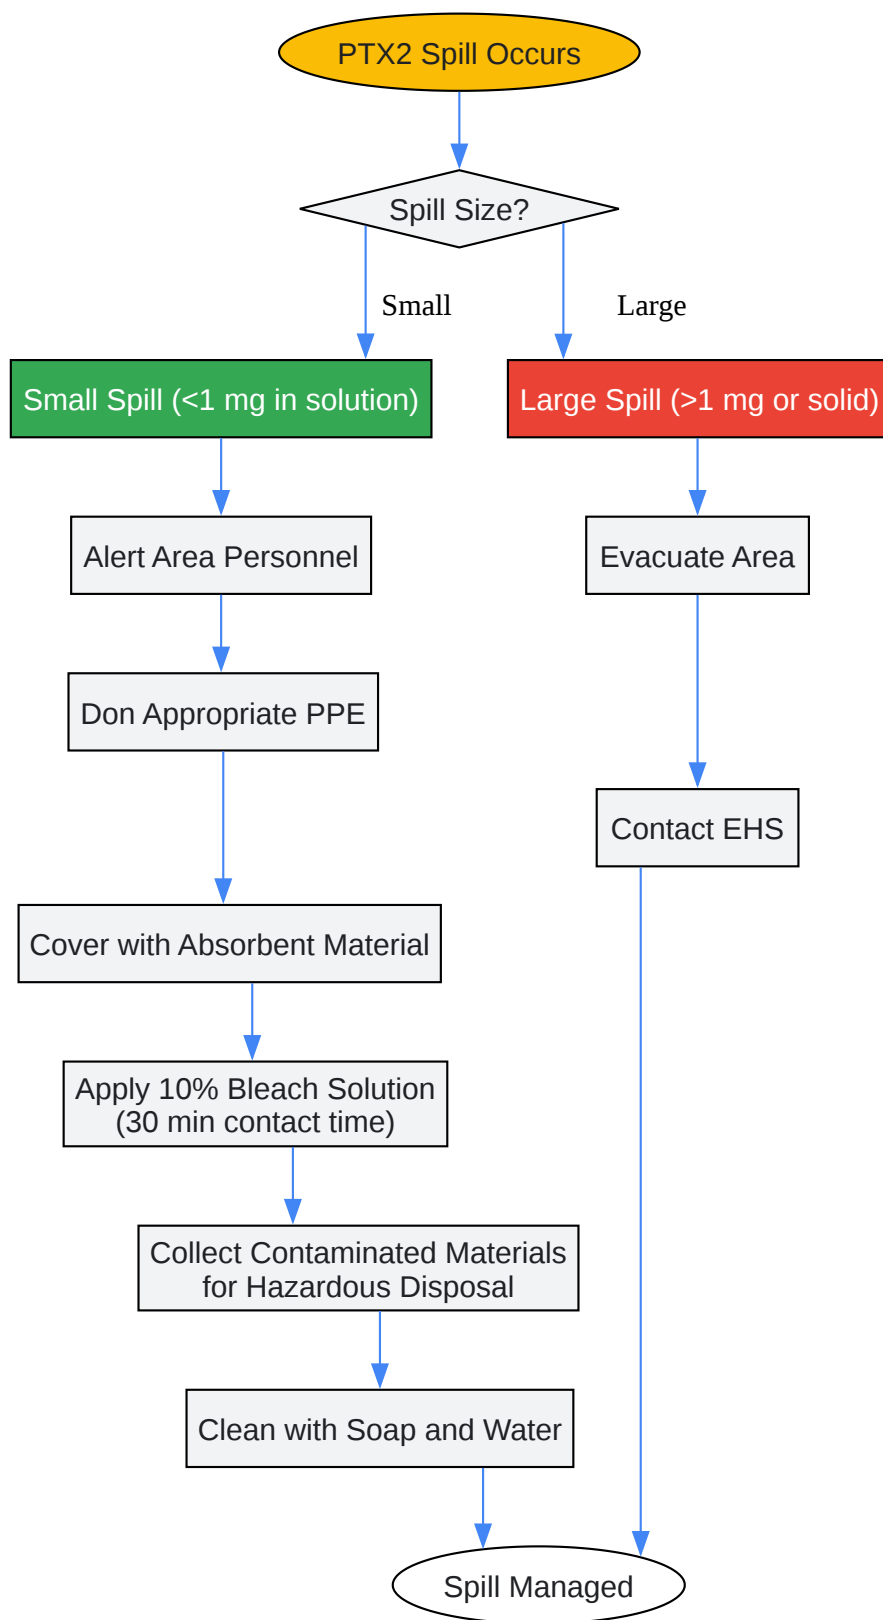 PTX2 Spill Occurs
Spill Size?
Small
Large
Small Spill (<1 mg in solution)
Large Spill (>1 mg or solid)
Alert Area Personnel
Evacuate Area
Don Appropriate PPE
Contact EHS
Cover with Absorbent Material
Apply 10% Bleach Solution
(30 min contact time)
Collect Contaminated Materials
for Hazardous Disposal
Clean with Soap and Water
Spill Managed